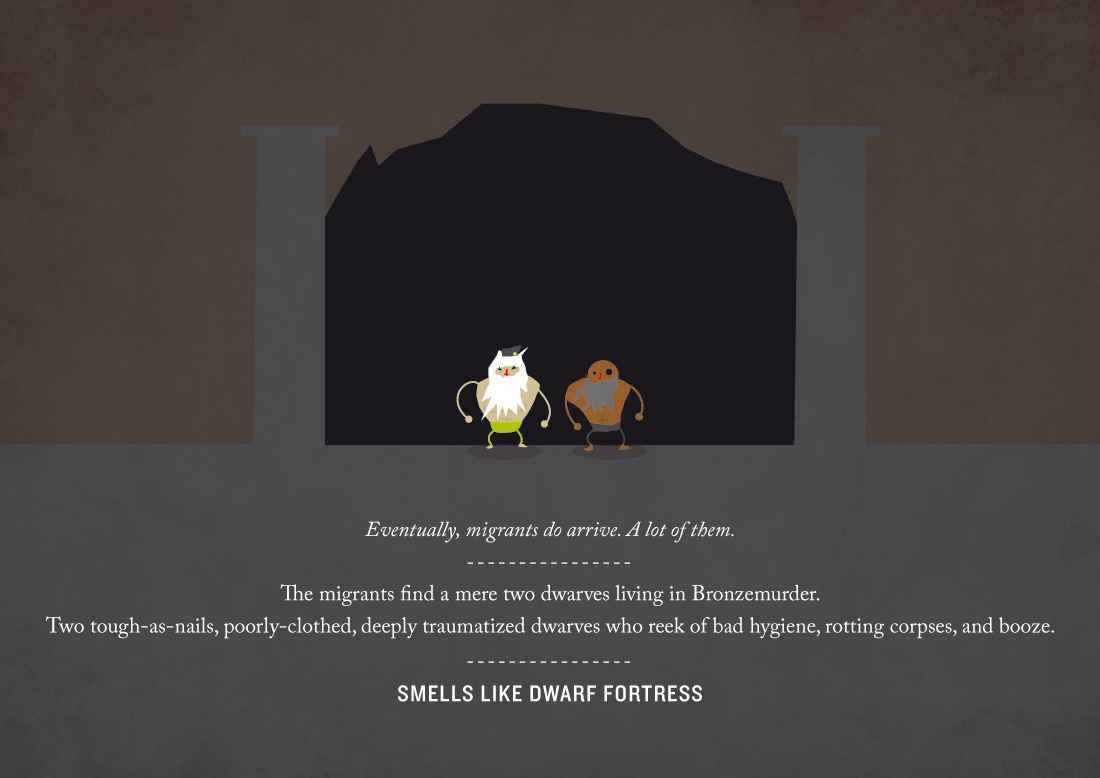 Eventually, migrants do arrive. A lot of them.
The migrants find a mere two dwarves living in Bronzemurder.
Two tough-as-nails, poorly-clothed, deeply traumatized dwarves who reek of bad hygiene, rotting corpses, and booze.
SMELLS LIKE DWARF FORTRESS